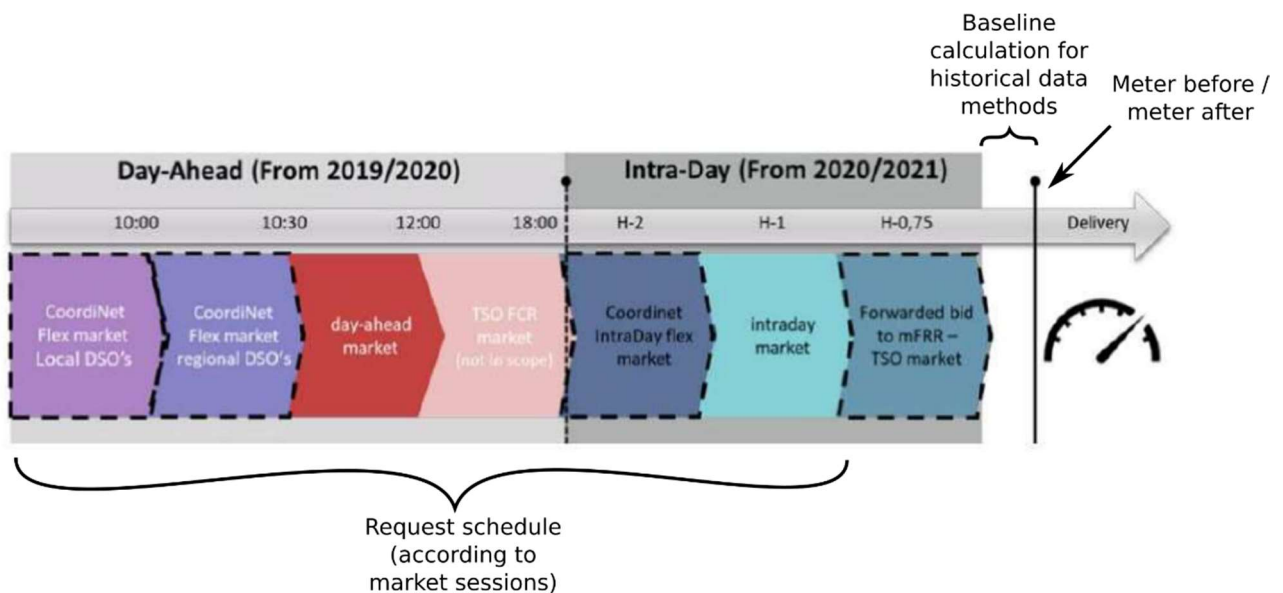 Baseline
calculation for
historical data
methods
Meter before /
meter after
Day-Ahead (From 2019/2020)
Intra-Day (From 2020/2021)
10:00
10:30
12:00
18:00
H-2
H-1
H-0,75
Delivery
CoordiNet
Flex market
Local DSO's
CoordiNet
Flex market
regional DSO's
day-ahead
market
TSO FCR
market
(not in scope)
Coordinet
IntraDay flex
market
intraday
market
Forwarded bid
to mFRR –
TSO market
Request schedule
(according to
market sessions)